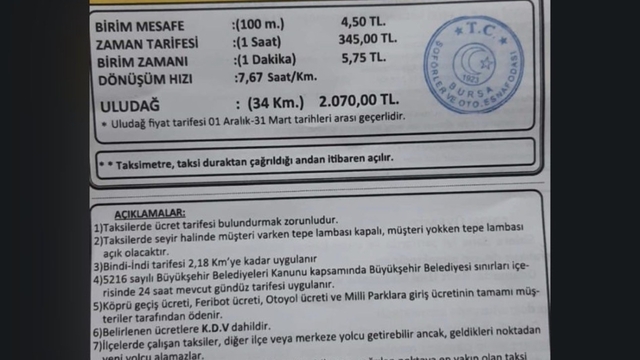 BİRİM MESAFE :(100 m.) 4,50 TL.
ZAMAN TARİFESİ :(1 Saat) 345,00 TL.
BİRİM ZAMANI :(1 Dakika) 5,75 TL.
DÖNÜŞÜM HIZI :7,67 Saat/Km.
ULUDAĞ : (34 Km.) 2.070,00 TL.
* Uludağ fiyat tarifesi 01 Aralık-31 Mart tarihleri arası geçerlidir.
★ T.C. ★
ŞOFÖRLER VE OTO. ESNAF ODASI
1923
BURSA
* * Taksimetre, taksi duraktan çağrıldığı andan itibaren açılır.
AÇIKLAMALAR:
1)Taksilerde ücret tarifesi bulundurmak zorunludur.
2)Taksilerde seyir halinde müşteri varken tepe lambası kapalı, müşteri yokken tepe lambası
açık olacaktır.
3)Bindi-İndi tarifesi 2,18 Km'ye kadar uygulanır
4)5216 sayılı Büyükşehir Belediyeleri Kanunu kapsamında Büyükşehir Belediyesi sınırları içe-
risinde 24 saat mevcut gündüz tarifesi uygulanır.
5)Köprü geçiş ücreti, Feribot ücreti, Otoyol ücreti ve Milli Parklara giriş ücretinin tamamı müş-
teriler tarafından ödenir.
6)Belirlenen ücretlere K.D.V dahildir.
7)İlçelerde çalışan taksiler, diğer ilçe veya merkeze yolcu getirebilir ancak, geldikleri noktadan
yeni yolcu alamazlar.
noktaya en yakın olan taksi